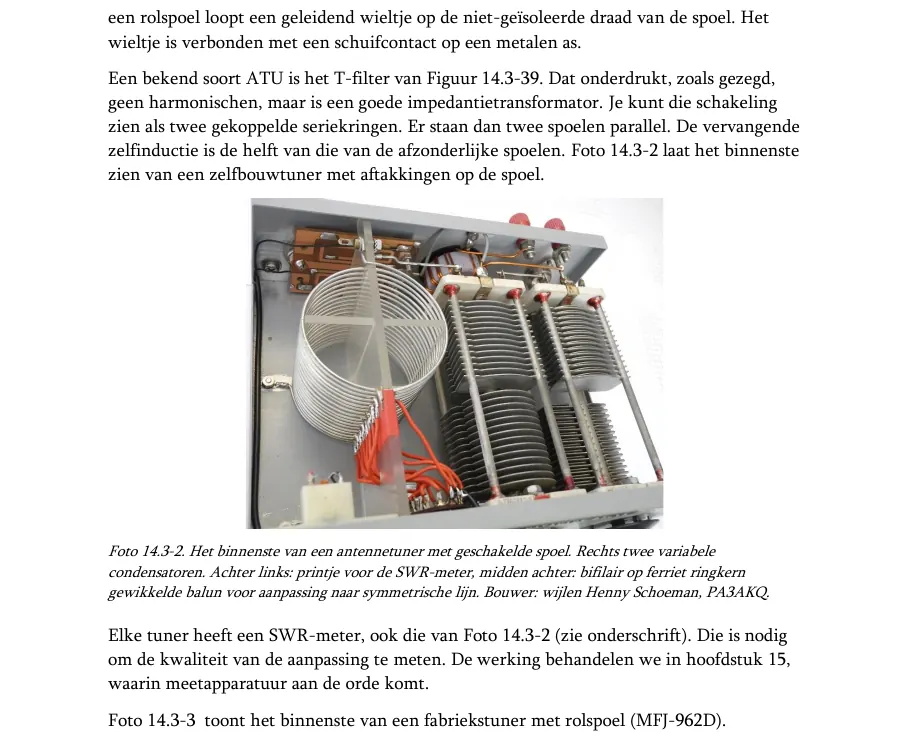 een rolspoel loopt een geleidend wieltje op de niet-geïsoleerde draad van de spoel. Het
wieltje is verbonden met een schuifcontact op een metalen as.
Een bekend soort ATU is het T-filter van Figuur 14.3-39. Dat onderdrukt, zoals gezegd,
geen harmonischen, maar is een goede impedantietransformator. Je kunt die schakeling
zien als twee gekoppelde seriekringen. Er staan dan twee spoelen parallel. De vervangende
zelfinductie is de helft van die van de afzonderlijke spoelen. Foto 14.3-2 laat het binnenste
zien van een zelfbouwtuner met aftakkingen op de spoel.
Foto 14.3-2. Het binnenste van een antennetuner met geschakelde spoel. Rechts twee variabele
condensatoren. Achter links: printje voor de SWR-meter, midden achter: bifilair op ferriet ringkern
gewikkelde balun voor aanpassing naar symmetrische lijn. Bouwer: wijlen Henny Schoeman, PA3AKQ.
Elke tuner heeft een SWR-meter, ook die van Foto 14.3-2 (zie onderschrift). Die is nodig
om de kwaliteit van de aanpassing te meten. De werking behandelen we in hoofdstuk 15,
waarin meetapparatuur aan de orde komt.
Foto 14.3-3 toont het binnenste van een fabriekstuner met rolspoel (MFJ-962D).